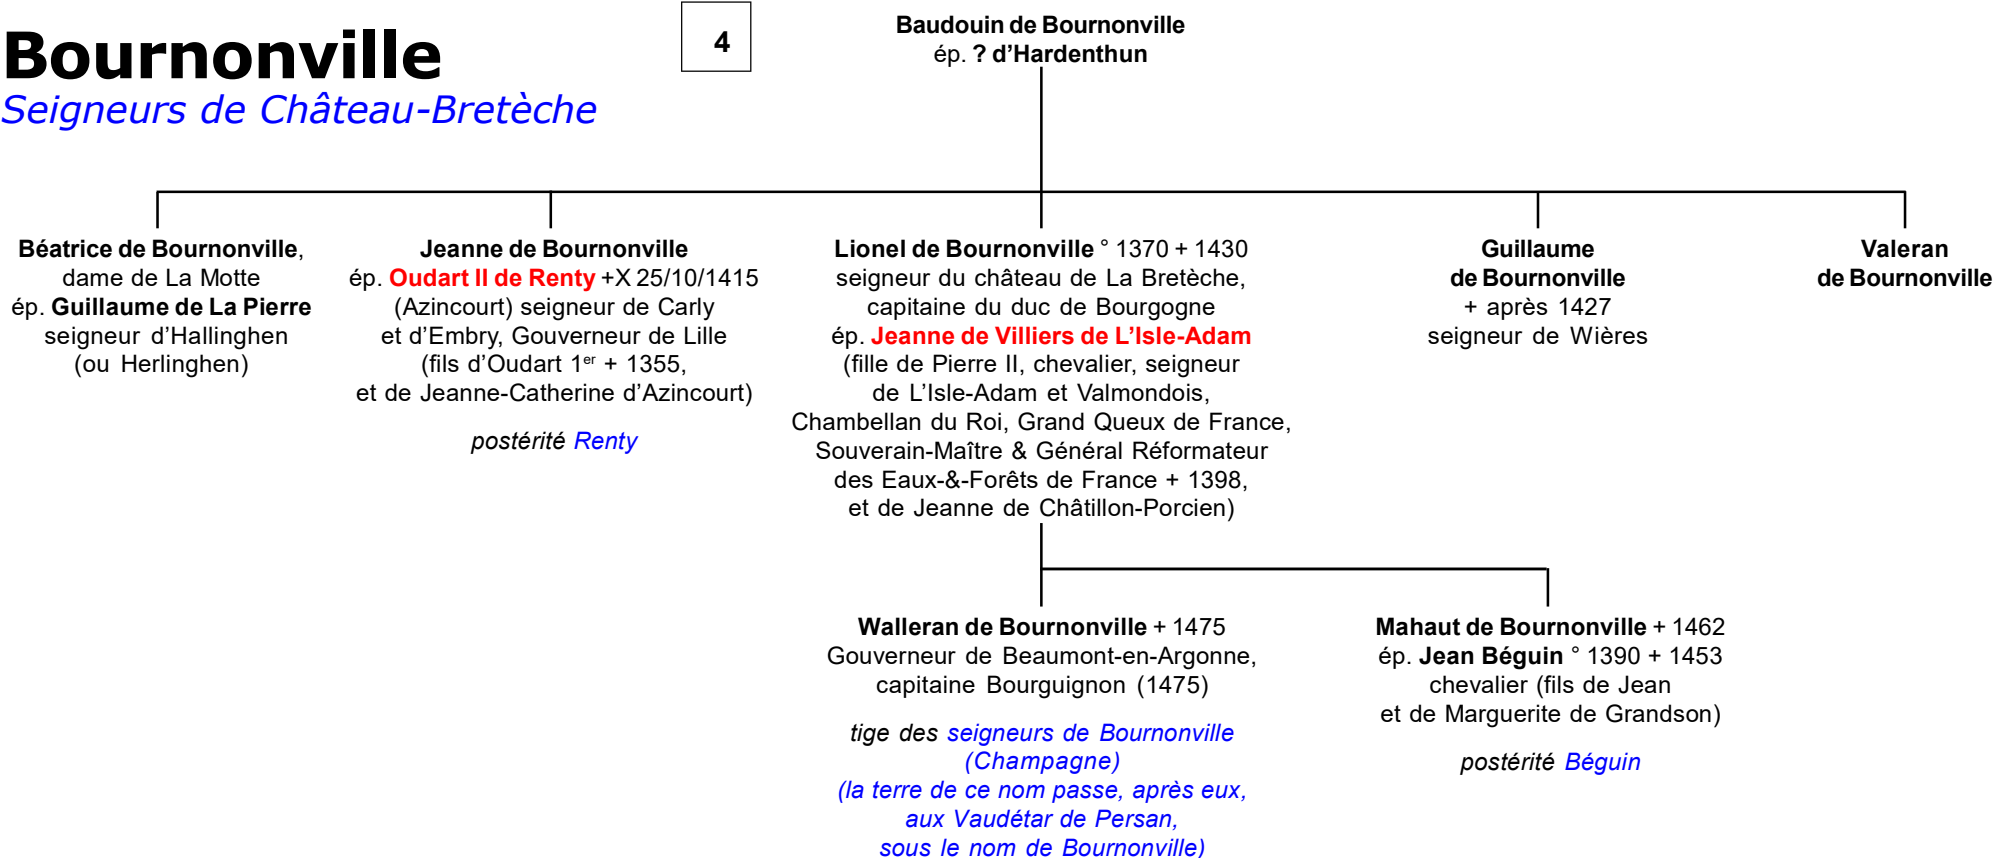 Bournonville
Seigneurs de Château-Bretèche
4
Baudouin de Bournonville
ép. ? d’Hardenthun
Béatrice de Bournonville,
dame de La Motte
ép. Guillaume de La Pierre
seigneur d’Hallinghen
(ou Herlinghen)
Jeanne de Bournonville
ép. Oudart II de Renty +X 25/10/1415
(Azincourt) seigneur de Carly
et d’Embry, Gouverneur de Lille
(fils d’Oudart 1er + 1355,
et de Jeanne-Catherine d’Azincourt)
postérité Renty
Lionel de Bournonville ° 1370 + 1430
seigneur du château de La Bretèche,
capitaine du duc de Bourgogne
ép. Jeanne de Villiers de L’Isle-Adam
(fille de Pierre II, chevalier, seigneur
de L’Isle-Adam et Valmondois,
Chambellan du Roi, Grand Queux de France,
Souverain-Maître & Général Réformateur
des Eaux-&-Forêts de France + 1398,
et de Jeanne de Châtillon-Porcien)
Guillaume
de Bournonville
+ après 1427
seigneur de Wières
Valeran
de Bournonville
Walleran de Bournonville + 1475
Gouverneur de Beaumont-en-Argonne,
capitaine Bourguignon (1475)
tige des seigneurs de Bournonville
(Champagne)
(la terre de ce nom passe, après eux,
aux Vaudétar de Persan,
sous le nom de Bournonville)
Mahaut de Bournonville + 1462
ép. Jean Béguin ° 1390 + 1453
chevalier (fils de Jean
et de Marguerite de Grandson)
postérité Béguin